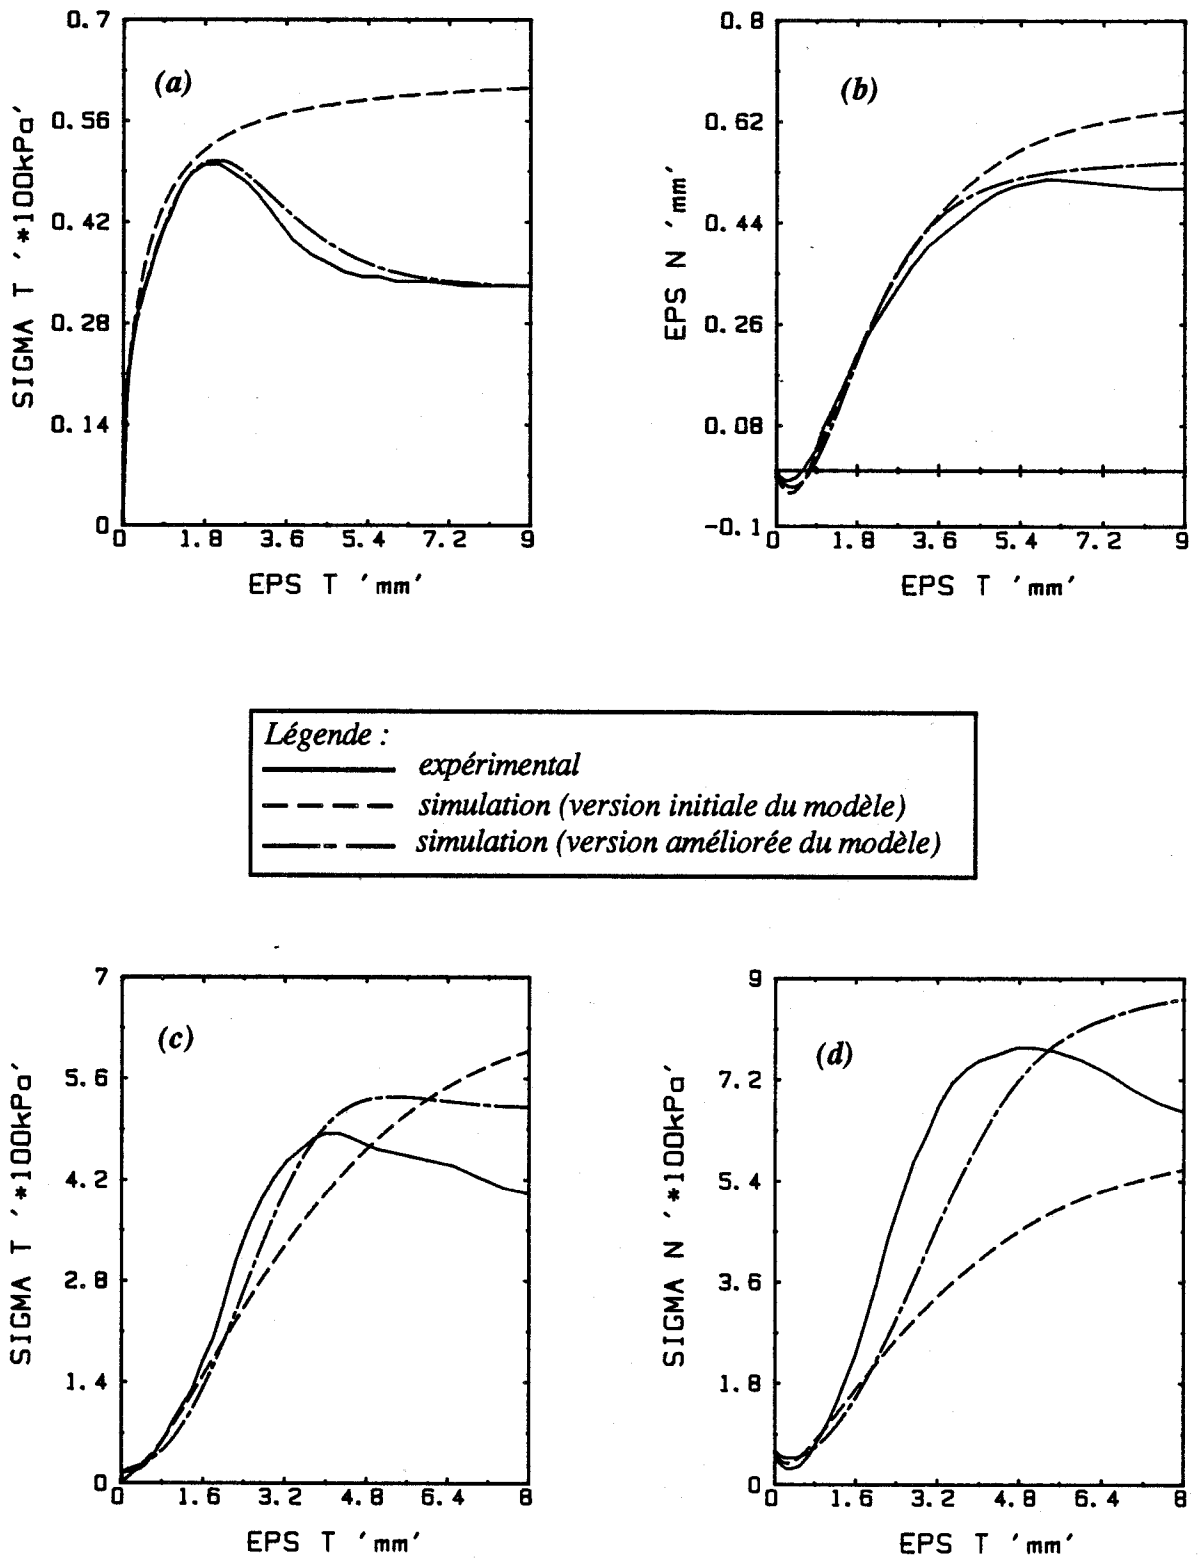 (a)
SIGMA T '*100kPa'
0.7
0.56
0.42
0.28
0.14
0
0 1.8 3.6 5.4 7.2 9
EPS T 'mm'
(b)
EPS N 'mm'
0.8
0.62
0.44
0.26
0.08
-0.1
0 1.8 3.6 5.4 7.2 9
EPS T 'mm'
Légende :
expérimental
simulation (version initiale du modèle)
simulation (version améliorée du modèle)
(c)
SIGMA T '*100kPa'
7
5.6
4.2
2.8
1.4
0
0 1.6 3.2 4.8 6.4 8
EPS T 'mm'
(d)
SIGMA N '*100kPa'
9
7.2
5.4
3.6
1.8
0
0 1.6 3.2 4.8 6.4 8
EPS T 'mm'